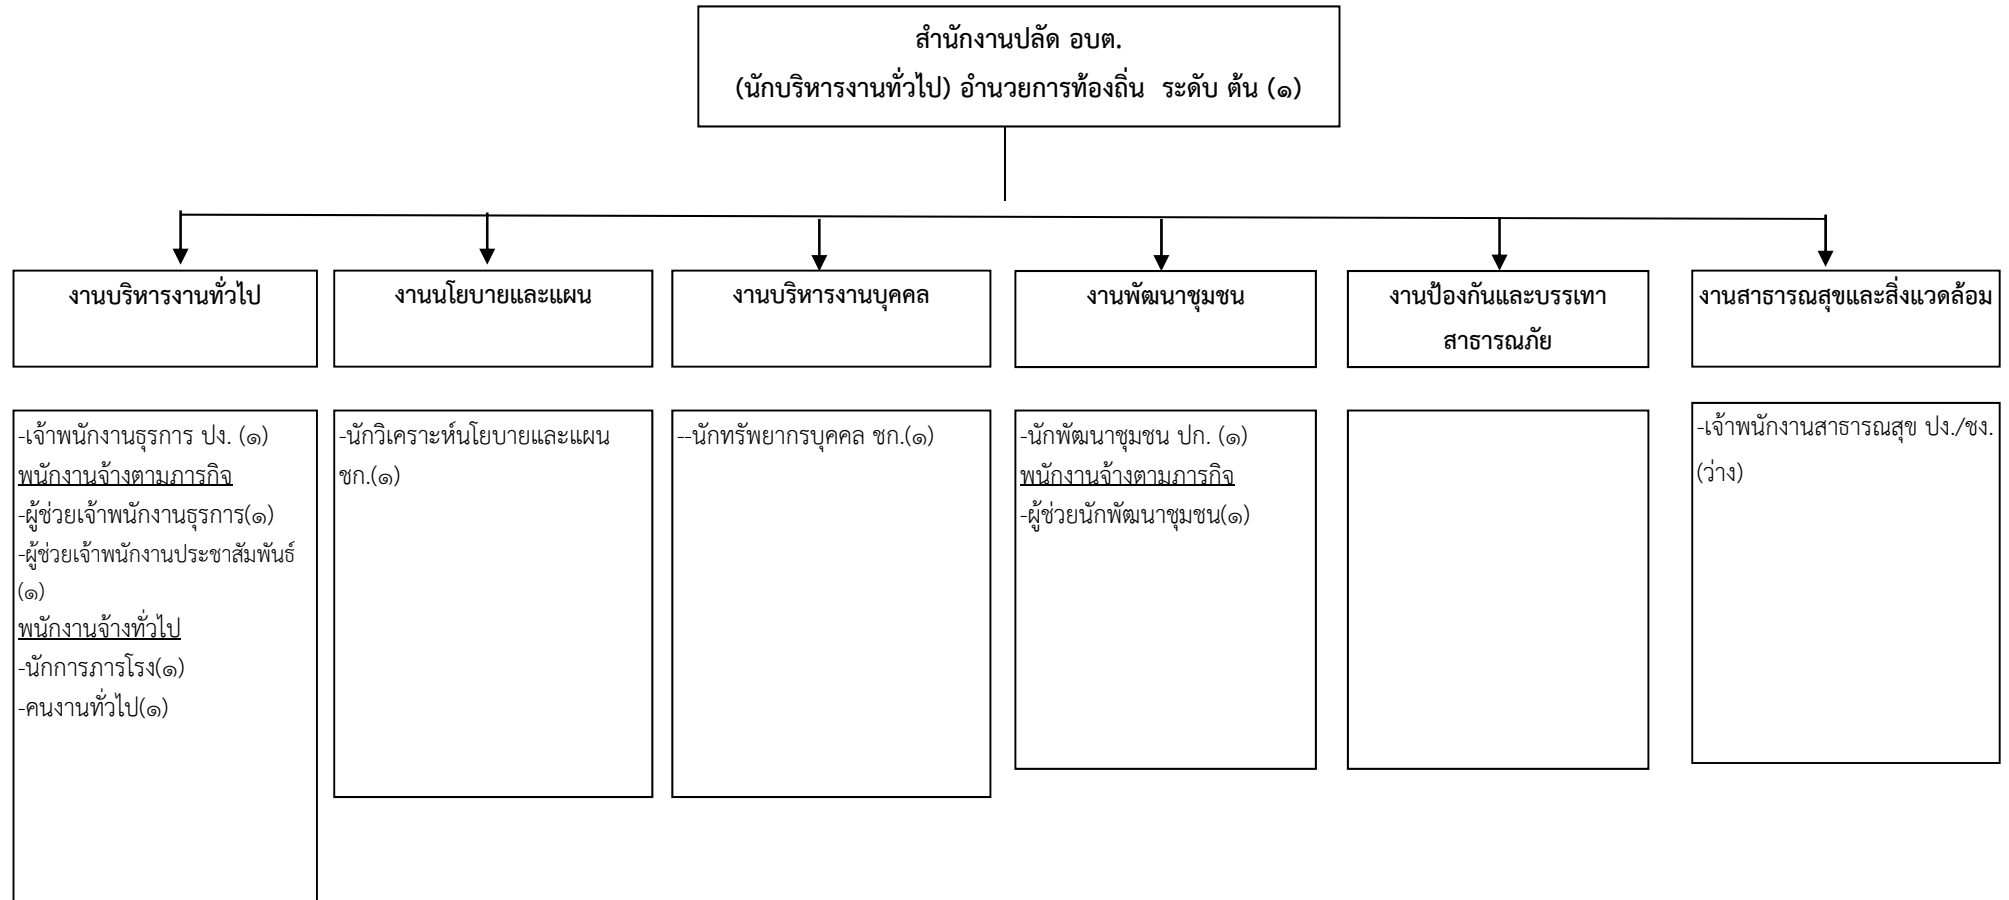 สำนักงานปลัด อบต.
(นักบริหารงานทั่วไป) อำนวยการท้องถิ่น ระดับ ต้น (๑)
งานบริหารงานทั่วไป
งานนโยบายและแผน
งานบริหารงานบุคคล
งานพัฒนาชุมชน
งานป้องกันและบรรเทา
สาธารณภัย
งานสาธารณสุขและสิ่งแวดล้อม
-เจ้าพนักงานธุรการ ปง. (๑)
พนักงานจ้างตามภารกิจ
-ผู้ช่วยเจ้าพนักงานธุรการ(๑)
-ผู้ช่วยเจ้าพนักงานประชาสัมพันธ์
(๑)
พนักงานจ้างทั่วไป
-นักการภารโรง(๑)
-คนงานทั่วไป(๑)
-นักวิเคราะห์นโยบายและแผน
ชก.(๑)
--นักทรัพยากรบุคคล ชก.(๑)
-นักพัฒนาชุมชน ปก. (๑)
พนักงานจ้างตามภารกิจ
-ผู้ช่วยนักพัฒนาชุมชน(๑)
-เจ้าพนักงานสาธารณสุข ปง./ชง.
(ว่าง)